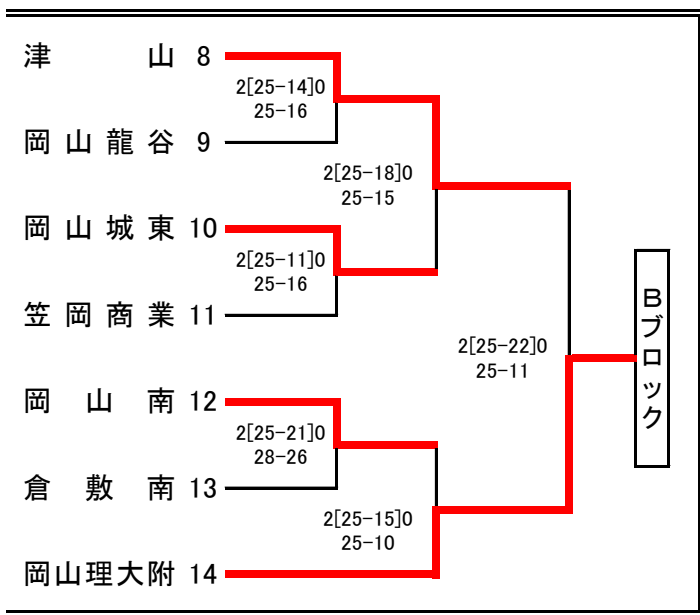 津山 8
2[25-14]0
25-16
岡山龍谷 9
2[25-18]0
25-15
岡山城東 10
2[25-11]0
25-16
笠岡商業 11
2[25-22]0
25-11
Bブロック
岡山南 12
2[25-21]0
28-26
倉敷南 13
2[25-15]0
25-10
岡山理大附 14